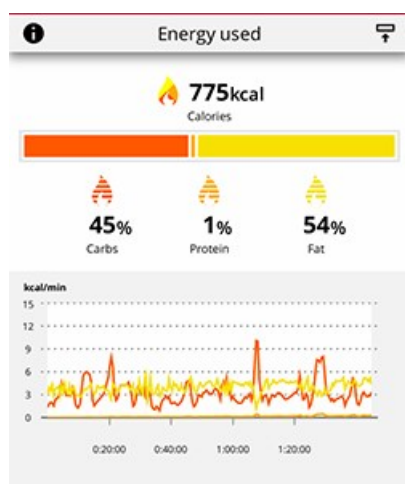 Energy used
775kcal
Calories
45% 1% 54%
Carbs Protein Fat
kcal/min
15
12
9
6
3
0
0:20:00 0:40:00 1:00:00 1:20:00